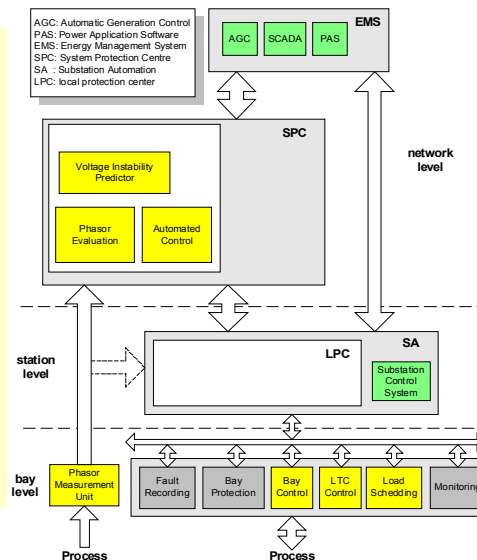 AGC: Automatic Generation Control
PAS: Power Application Software
EMS: Energy Management System
SPC: System Protection Centre
SA : Substation Automation
LPC: local protection center
EMS
AGC
SCADA
PAS
SPC
network
level
Voltage Instability
Predictor
Phasor
Evaluation
Automated
Control
station
level
LPC
SA
Substation
Control
System
bay
level
Phasor
Measurement
Unit
Fault
Recording
Bay
Protection
Bay
Control
LTC
Control
Load
Schedding
Monitoring
Process
Process